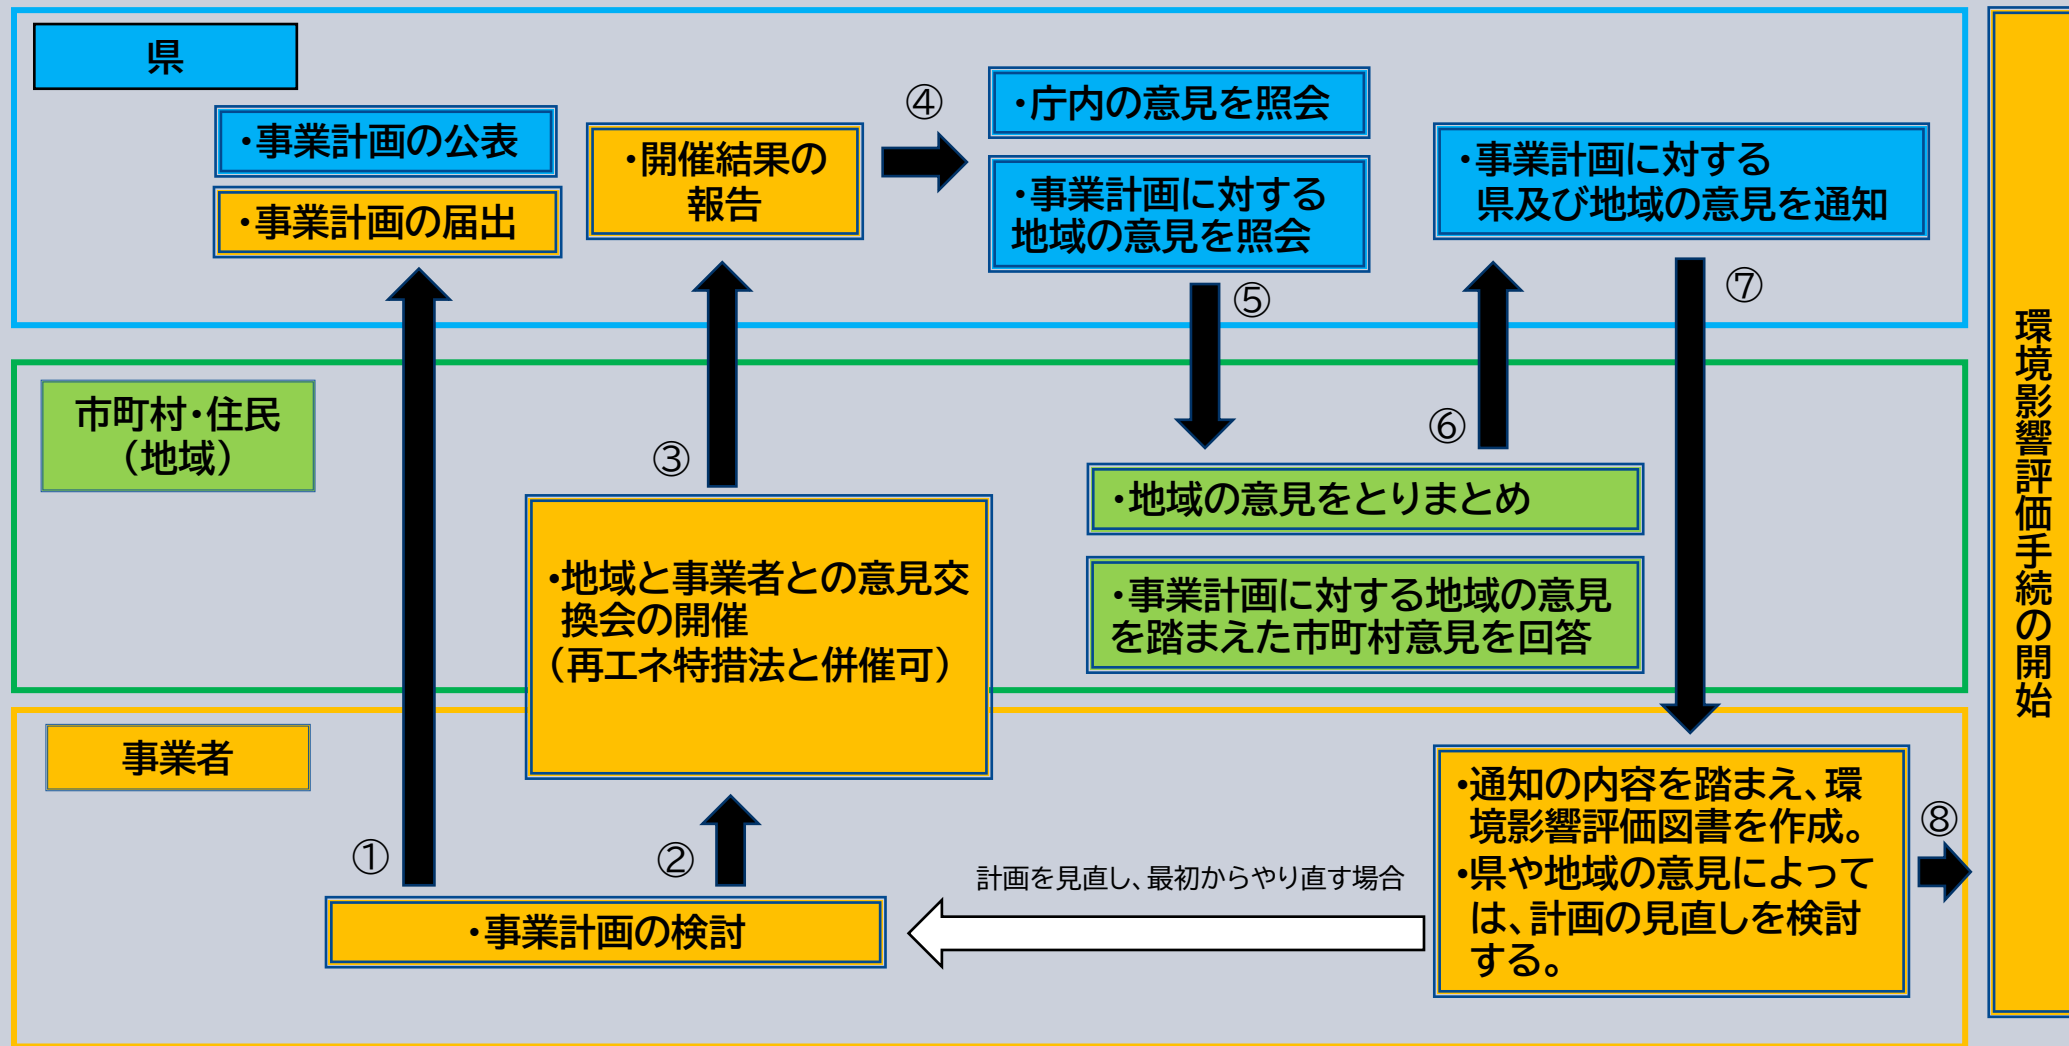 県
・事業計画の公表
・事業計画の届出
・開催結果の
報告
④
・庁内の意見を照会
・事業計画に対する
地域の意見を照会
・事業計画に対する
県及び地域の意見を通知
⑤
⑦
市町村・住民
（地域）
③
⑥
・地域と事業者との意見交
換会の開催
（再エネ特措法と併催可）
・地域の意見をとりまとめ
・事業計画に対する地域の意見
を踏まえた市町村意見を回答
事業者
①
②
・事業計画の検討
計画を見直し、最初からやり直す場合
・通知の内容を踏まえ、環
境影響評価図書を作成。
・県や地域の意見によって
は、計画の見直しを検討
する。
⑧
環境影響評価手続の開始